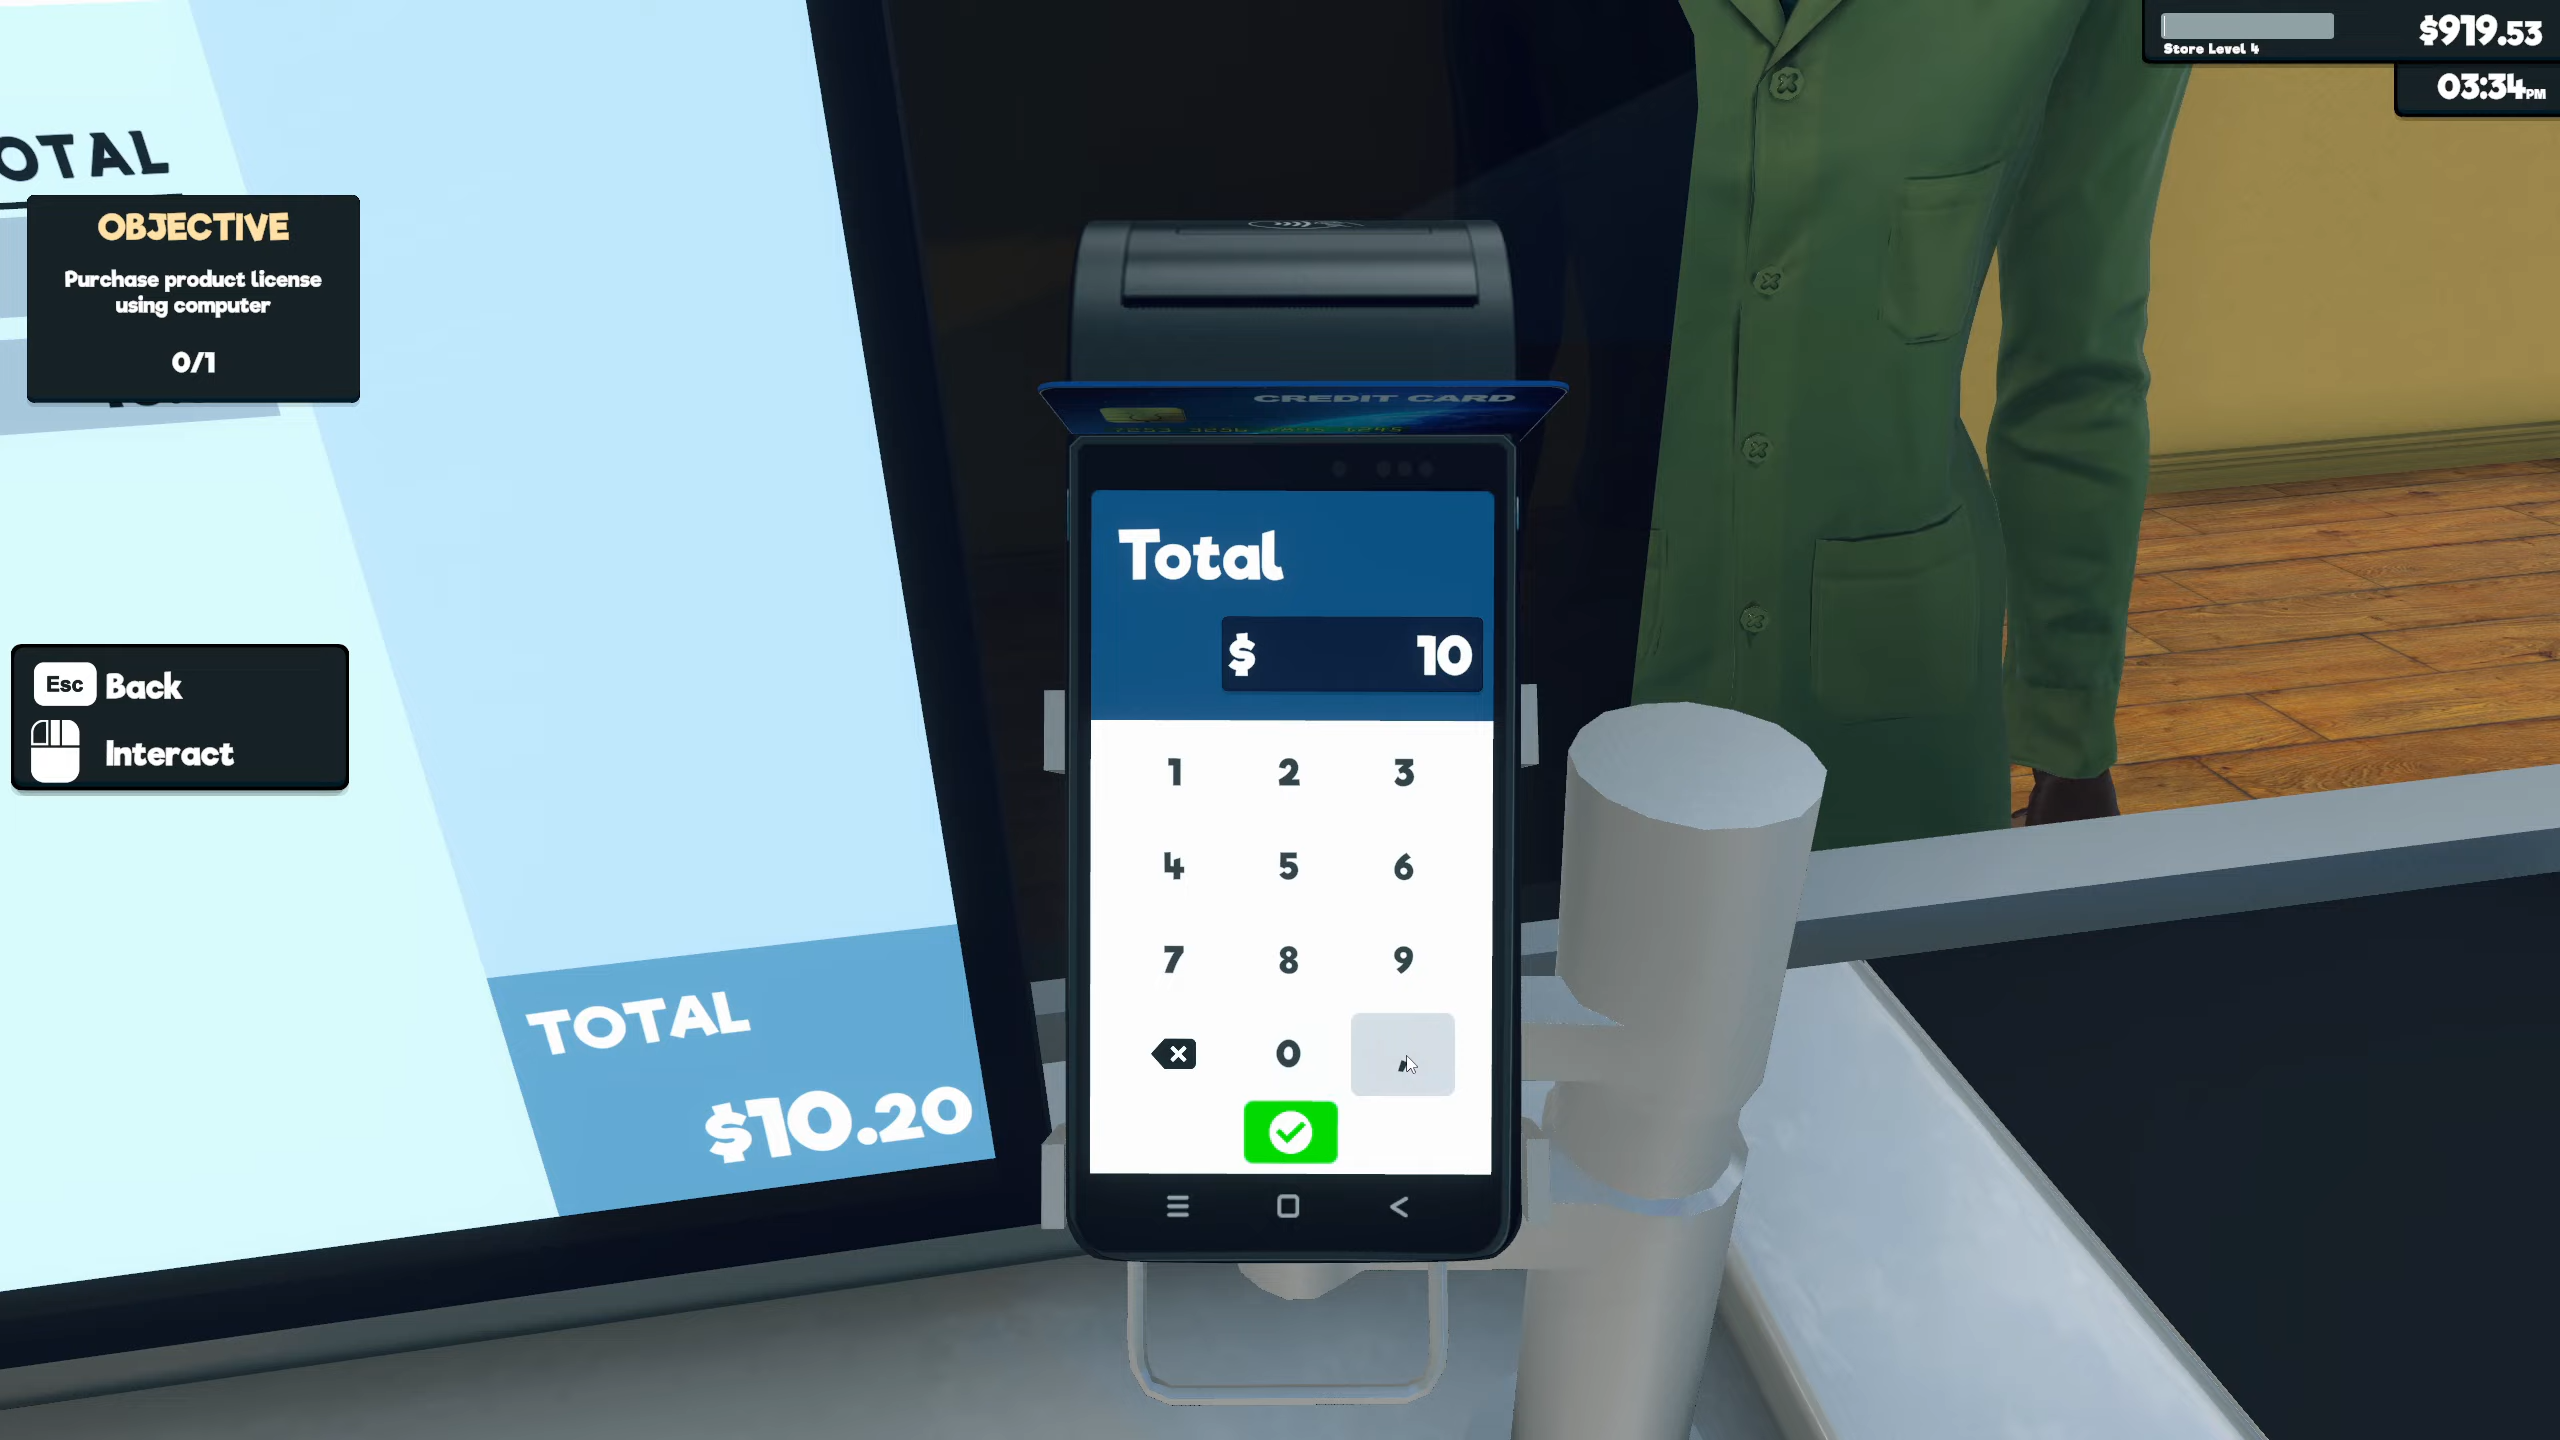 OTAL
OBJECTIVE
Purchase product license
using computer
0/1
Esc Back
Interact
TOTAL
$10.20
CREDIT CARD
Total
$ 10
1 2 3
4 5 6
7 8 9
0 ,
Store Level 4
$919.53
03:34PM